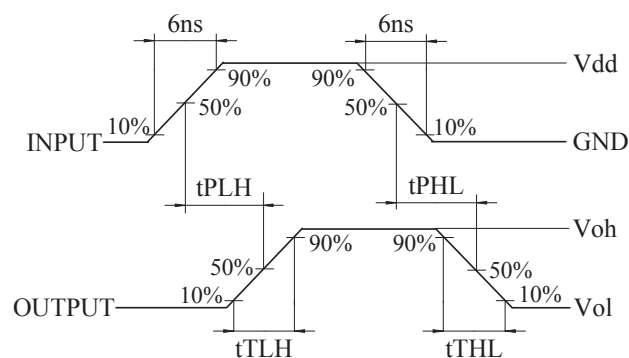 6ns 6ns
90% 90% Vdd
50% 50%
INPUT 10% 10% GND
tPLH tPHL
Voh
90% 90%
50% 50%
OUTPUT 10% 10% Vol
tTLH tTHL